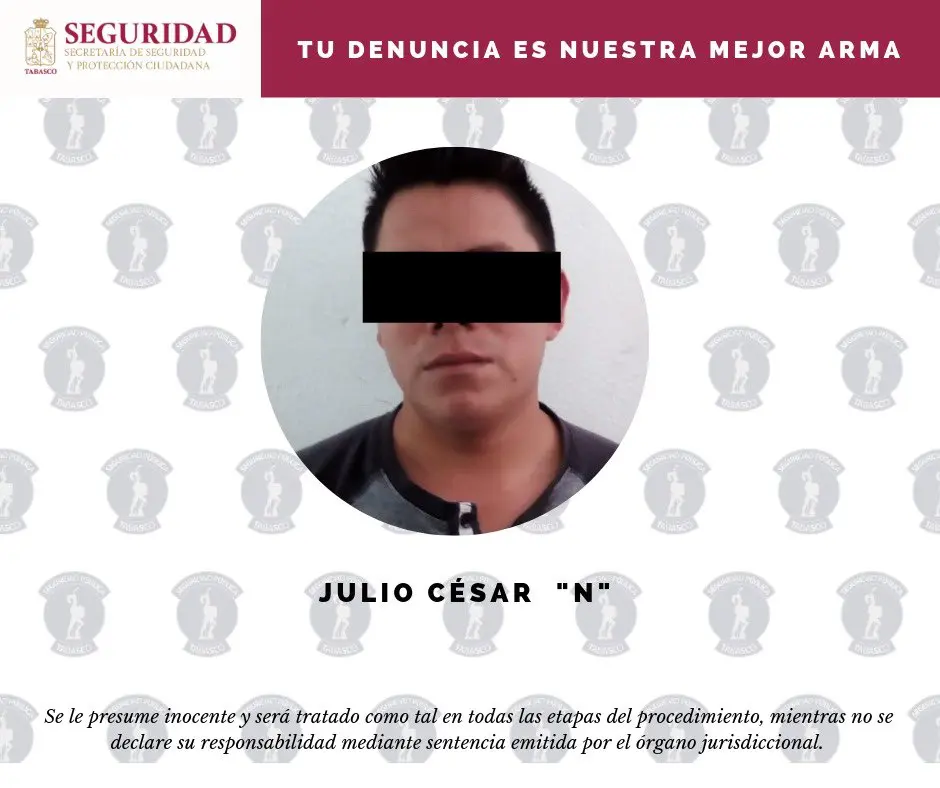 SEGURIDAD
SECRETARÍA DE SEGURIDAD
Y PROTECCIÓN CIUDADANA
TABASCO
TU DENUNCIA ES NUESTRA MEJOR ARMA
JULIO CÉSAR "N"
Se le presume inocente y será tratado como tal en todas las etapas del procedimiento, mientras no se
declare su responsabilidad mediante sentencia emitida por el órgano jurisdiccional.